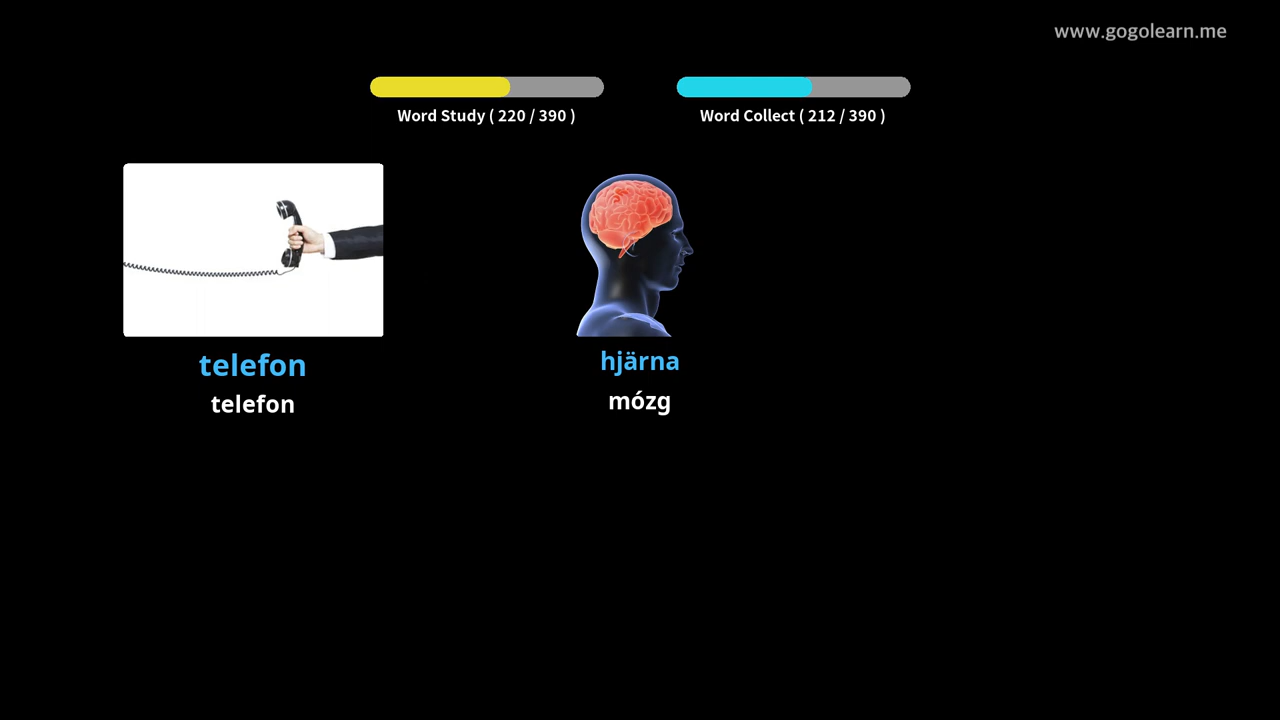 www.gogolearn.me
Word Study ( 220 / 390 )
Word Collect ( 212 / 390 )
telefon
telefon
hjärna
mózg